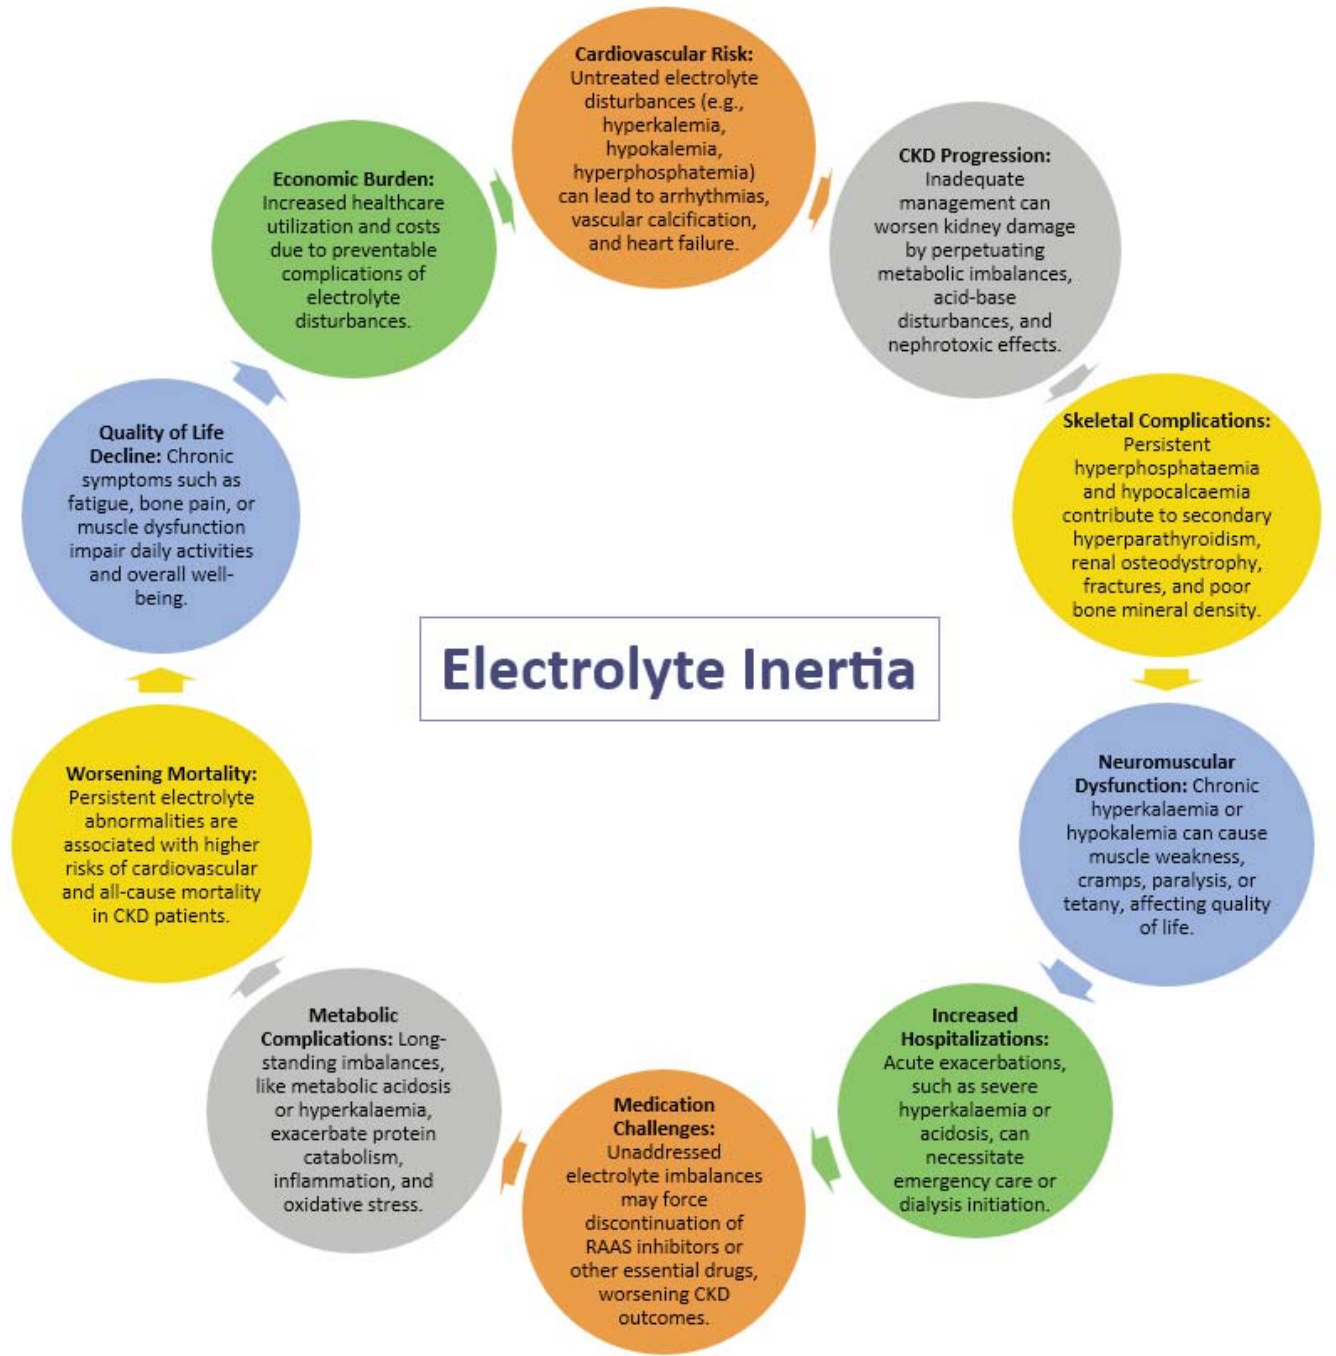 Cardiovascular Risk:
Untreated electrolyte
disturbances (e.g.,
hyperkalemia,
hypokalemia,
hyperphosphatemia)
can lead to arrhythmias,
vascular calcification,
and heart failure.
CKD Progression:
Inadequate
management can
worsen kidney damage
by perpetuating
metabolic imbalances,
acid-base
disturbances, and
nephrotoxic effects.
Skeletal Complications:
Persistent
hyperphosphataemia
and hypocalcaemia
contribute to secondary
hyperparathyroidism,
renal osteodystrophy,
fractures, and poor
bone mineral density.
Neuromuscular
Dysfunction: Chronic
hyperkalaemia or
hypokalemia can cause
muscle weakness,
cramps, paralysis, or
tetany, affecting quality
of life.
Increased
Hospitalizations:
Acute exacerbations,
such as severe
hyperkalaemia or
acidosis, can
necessitate
emergency care or
dialysis initiation.
Medication
Challenges:
Unaddressed
electrolyte imbalances
may force
discontinuation of
RAAS inhibitors or
other essential drugs,
worsening CKD
outcomes.
Metabolic
Complications: Long-
standing imbalances,
like metabolic acidosis
or hyperkalaemia,
exacerbate protein
catabolism,
inflammation, and
oxidative stress.
Worsening Mortality:
Persistent electrolyte
abnormalities are
associated with higher
risks of cardiovascular
and all-cause mortality
in CKD patients.
Quality of Life
Decline: Chronic
symptoms such as
fatigue, bone pain, or
muscle dysfunction
impair daily activities
and overall well-
being.
Economic Burden:
Increased healthcare
utilization and costs
due to preventable
complications of
electrolyte
disturbances.
Electrolyte Inertia